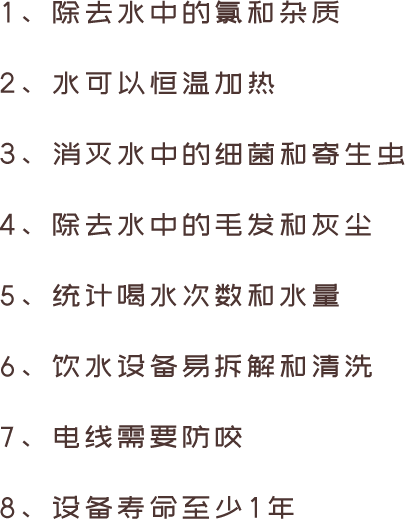 1、除去水中的氯和杂质
2、水可以恒温加热
3、消灭水中的细菌和寄生虫
4、除去水中的毛发和灰尘
5、统计喝水次数和水量
6、饮水设备易拆解和清洗
7、电线需要防咬
8、设备寿命至少1年